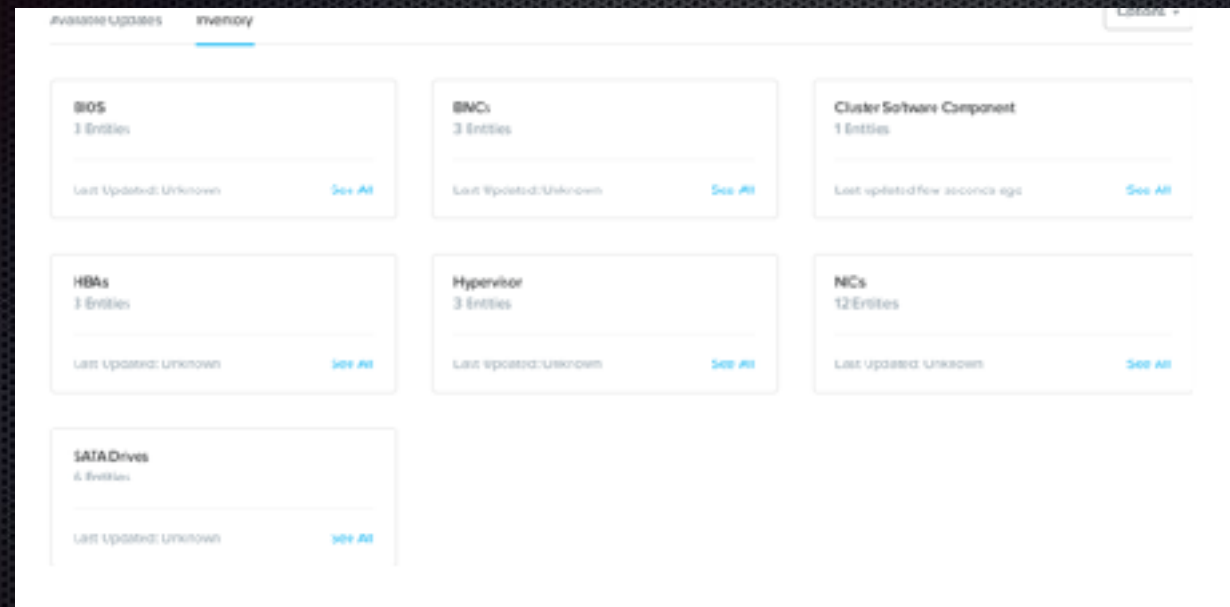 Available Updates Inventory
Options
BIOS
3 Entities
Last Updated: Unknown See All
BMCs
3 Entities
Last Updated: Unknown See All
Cluster Software Component
1 Entities
Last updated few seconds ago See All
HBAs
3 Entities
Last Updated: Unknown See All
Hypervisor
3 Entities
Last Updated: Unknown See All
NICs
12 Entities
Last Updated: Unknown See All
SATA Drives
6 Entities
Last Updated: Unknown See All